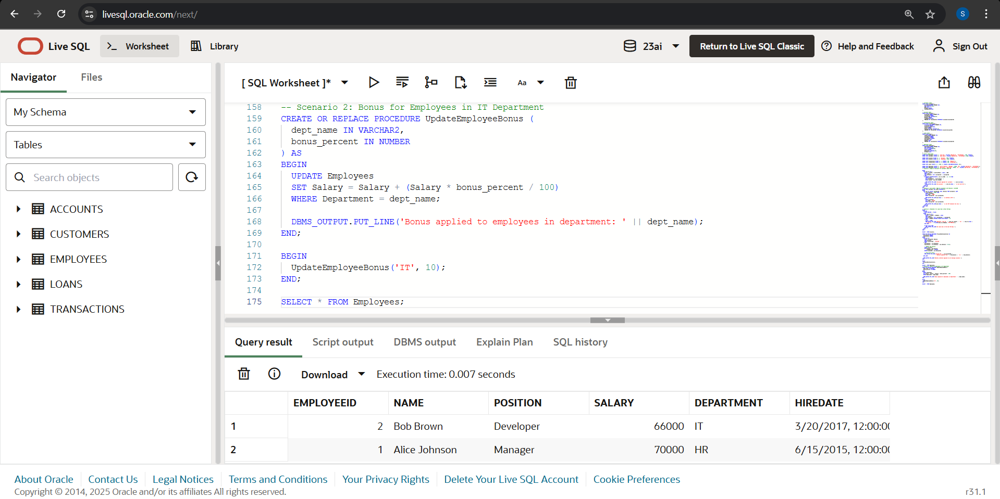 livesql.oracle.com/next/
S
Live SQL
>_ Worksheet
Library
23ai
Return to Live SQL Classic
Help and Feedback
Sign Out
Navigator
Files
My Schema
Tables
Search objects
ACCOUNTS
CUSTOMERS
EMPLOYEES
LOANS
TRANSACTIONS
[ SQL Worksheet ]*
Aa
158 -- Scenario 2: Bonus for Employees in IT Department
159 CREATE OR REPLACE PROCEDURE UpdateEmployeeBonus (
160 dept_name IN VARCHAR2,
161 bonus_percent IN NUMBER
162 ) AS
163 BEGIN
164 UPDATE Employees
165 SET Salary = Salary + (Salary * bonus_percent / 100)
166 WHERE Department = dept_name;
167
168 DBMS_OUTPUT.PUT_LINE('Bonus applied to employees in department: ' || dept_name);
169 END;
170
171 BEGIN
172 UpdateEmployeeBonus('IT', 10);
173 END;
174
175 SELECT * FROM Employees;
Query result
Script output
DBMS output
Explain Plan
SQL history
Download
Execution time: 0.007 seconds
EMPLOYEEID NAME POSITION SALARY DEPARTMENT HIREDATE
1 2 Bob Brown Developer 66000 IT 3/20/2017, 12:00:00
2 1 Alice Johnson Manager 70000 HR 6/15/2015, 12:00:00
About Oracle
Contact Us
Legal Notices
Terms and Conditions
Your Privacy Rights
Delete Your Live SQL Account
Cookie Preferences
Copyright © 2014, 2025 Oracle and/or its affiliates All rights reserved.
r31.1